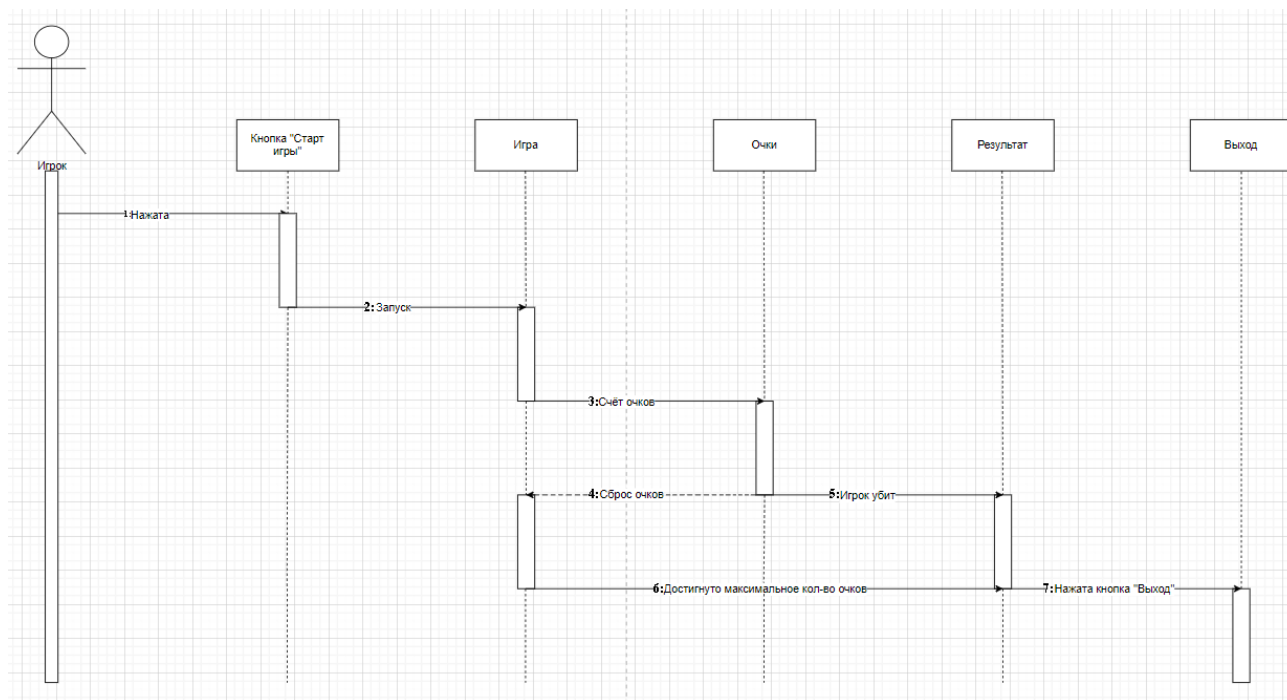 Игрок
Кнопка "Старт
игры"
Игра
Очки
Результат
Выход
1:Нажата
2:Запуск
3:Счёт очков
4:Сброс очков
5:Игрок убит
6:Достигнуто максимальное кол-во очков
7:Нажата кнопка "Выход"